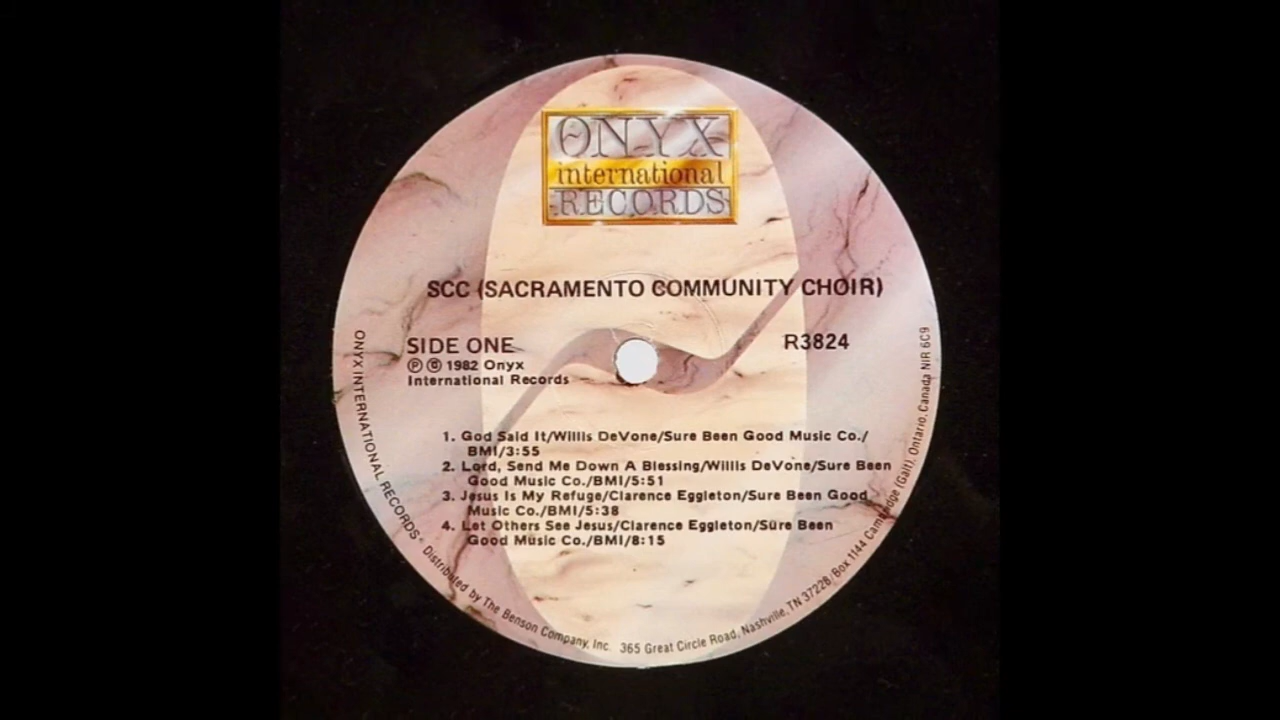 ONYX
international
RECORDS
SCC (SACRAMENTO COMMUNITY CHOIR)
SIDE ONE
R3824
Ⓟ © 1982 Onyx
International Records
1. God Said It/Willis DeVone/Sure Been Good Music Co./
BMI/3:55
2. Lord, Send Me Down A Blessing/Willis DeVone/Sure Been
Good Music Co./BMI/5:51
3. Jesus Is My Refuge/Clarence Eggleton/Sure Been Good
Music Co./BMI/5:38
4. Let Others See Jesus/Clarence Eggleton/Sure Been
Good Music Co./BMI/8:15
ONYX INTERNATIONAL RECORDS • Distributed by The Benson Company, Inc. 365 Great Circle Road, Nashville, TN 37228/Box 1144 Cambridge (Galt), Ontario, Canada NIR 6C9